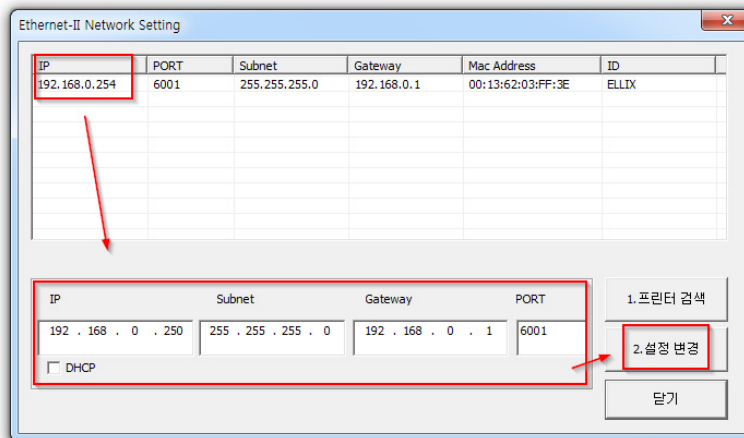 Ethernet-II Network Setting
IP PORT Subnet Gateway Mac Address ID
192.168.0.254 6001 255.255.255.0 192.168.0.1 00:13:62:03:FF:3E ELLIX
IP Subnet Gateway PORT
192 . 168 . 0 . 250 255 . 255 . 255 . 0 192 . 168 . 0 . 1 6001
DHCP
1.프린터 검색
2.설정 변경
닫기